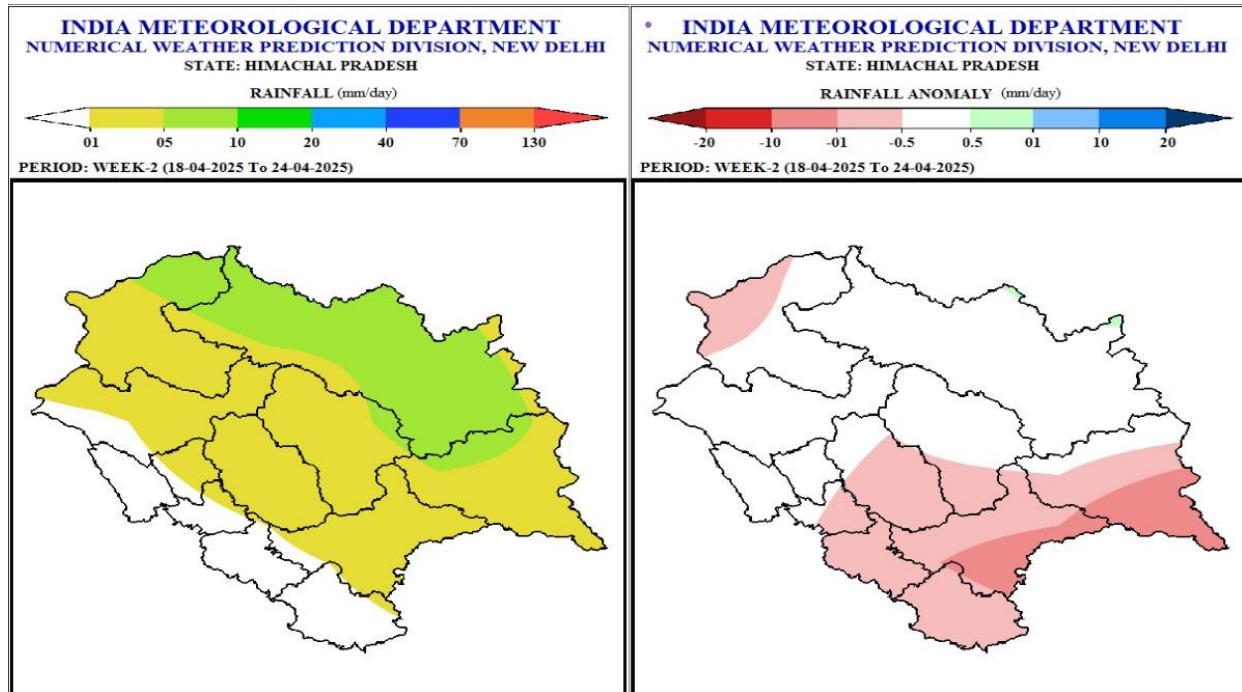 INDIA METEOROLOGICAL DEPARTMENT
NUMERICAL WEATHER PREDICTION DIVISION, NEW DELHI
STATE: HIMACHAL PRADESH
RAINFALL (mm/day)
01 05 10 20 40 70 130
PERIOD: WEEK-2 (18-04-2025 To 24-04-2025)
• INDIA METEOROLOGICAL DEPARTMENT
NUMERICAL WEATHER PREDICTION DIVISION, NEW DELHI
STATE: HIMACHAL PRADESH
RAINFALL ANOMALY (mm/day)
-20 -10 -01 -0.5 0.5 01 10 20
PERIOD: WEEK-2 (18-04-2025 To 24-04-2025)